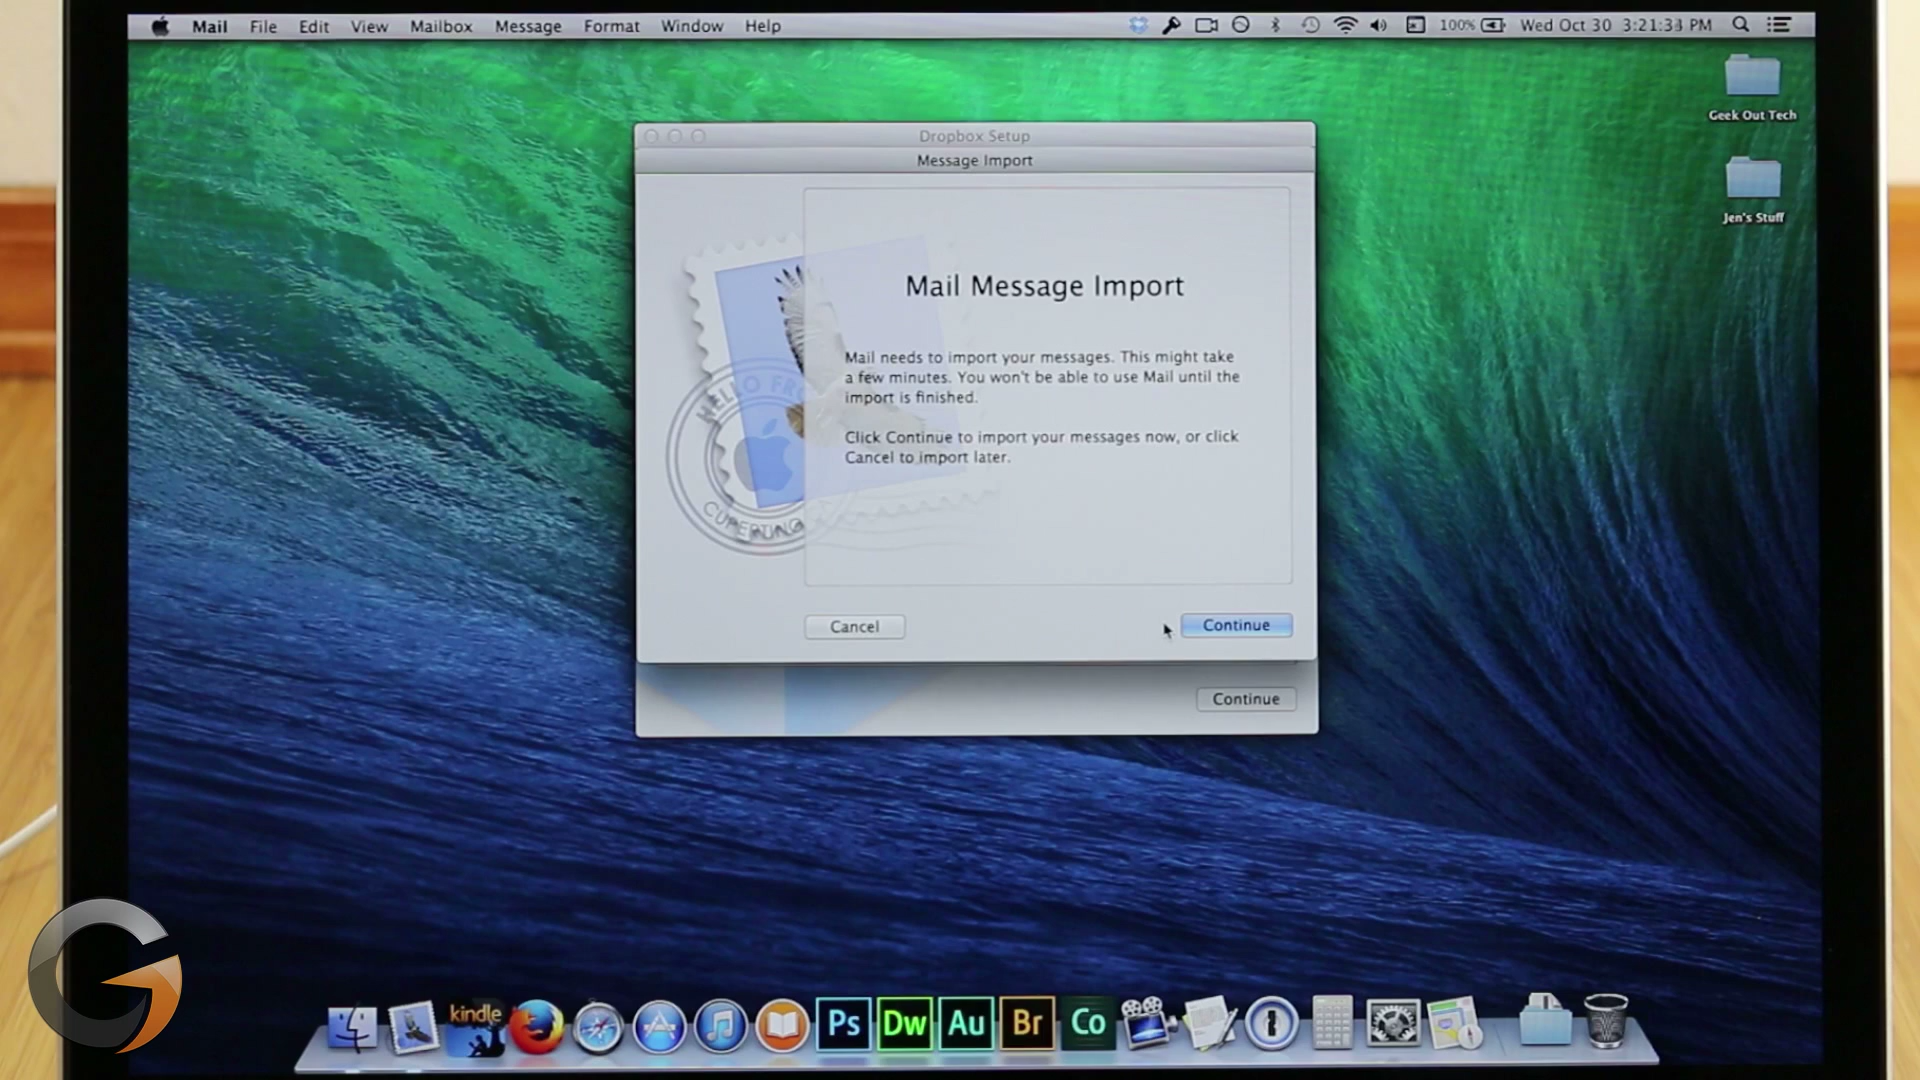 Mail File Edit View Mailbox Message Format Window Help 100% Wed Oct 30 3:21:33 PM
Geek Out Tech
Jen's Stuff
Dropbox Setup
Message Import
Mail Message Import
Mail needs to import your messages. This might take
a few minutes. You won't be able to use Mail until the
import is finished.
Click Continue to import your messages now, or click
Cancel to import later.
HELLO FRO
CUPERTINO
Cancel
Continue
Continue
kindle
Ps
Dw
Au
Br
Co